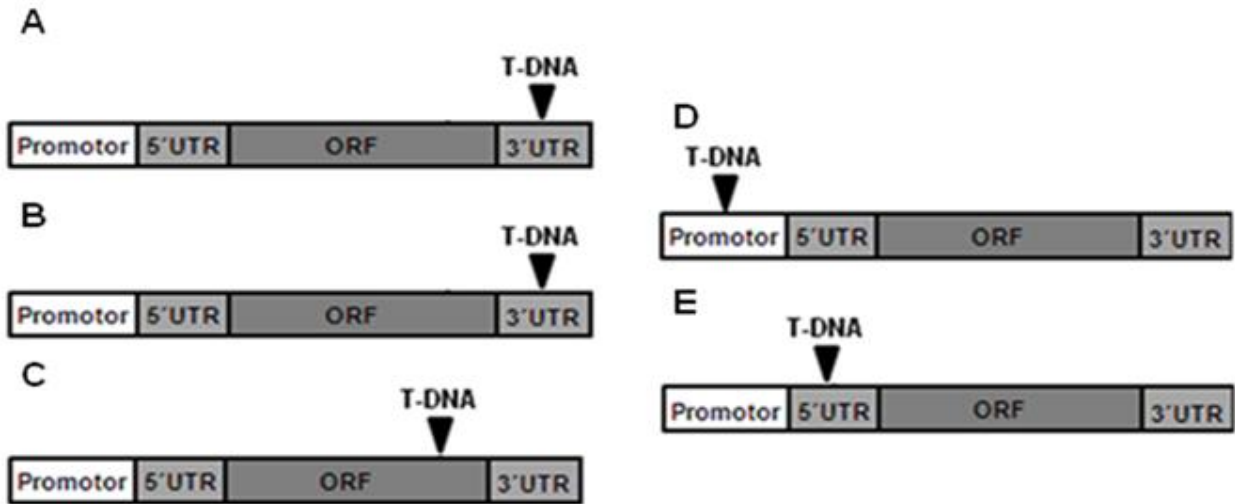 A
T-DNA
Promotor 5´UTR ORF 3´UTR
B
T-DNA
Promotor 5´UTR ORF 3´UTR
C
T-DNA
Promotor 5´UTR ORF 3´UTR
D
T-DNA
Promotor 5´UTR ORF 3´UTR
E
T-DNA
Promotor 5´UTR ORF 3´UTR